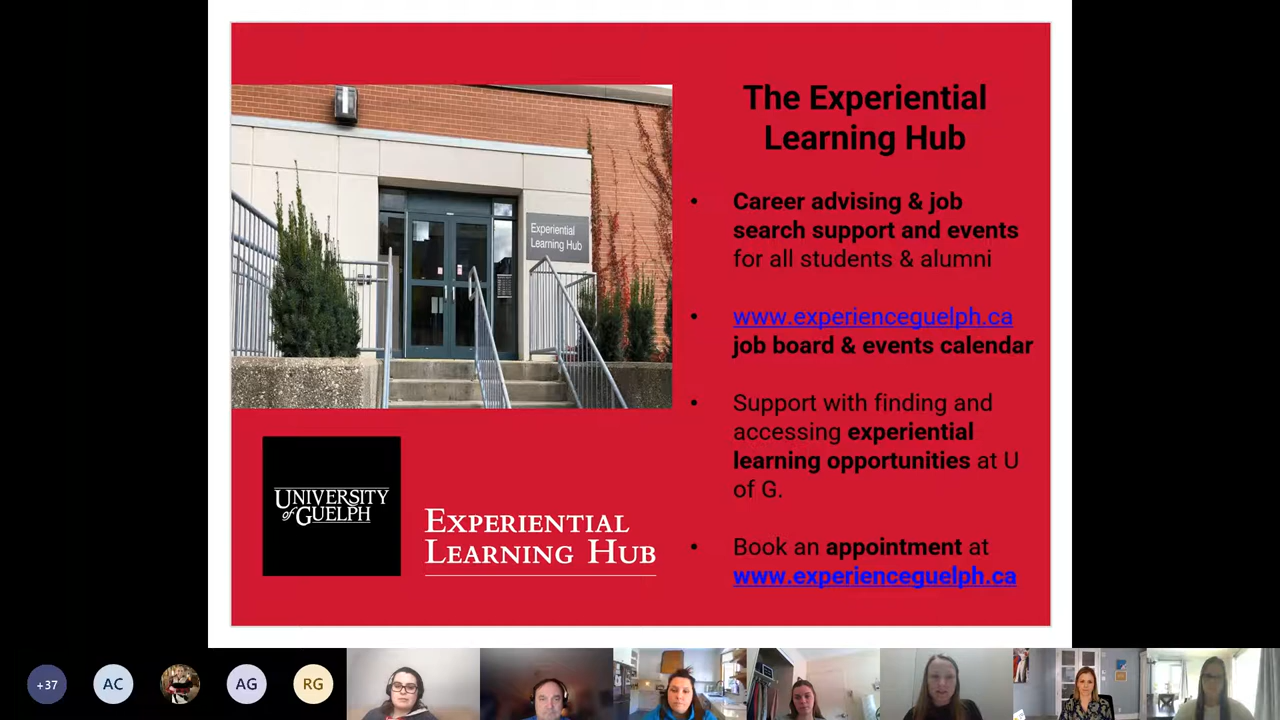 The Experiential
Learning Hub
• Career advising & job
search support and events
for all students & alumni
• www.experienceguelph.ca
job board & events calendar
• Support with finding and
accessing experiential
learning opportunities at U
of G.
• Book an appointment at
www.experienceguelph.ca
Experiential
Learning Hub
UNIVERSITY
of GUELPH
EXPERIENTIAL
LEARNING HUB
+37
AC
AG
RG